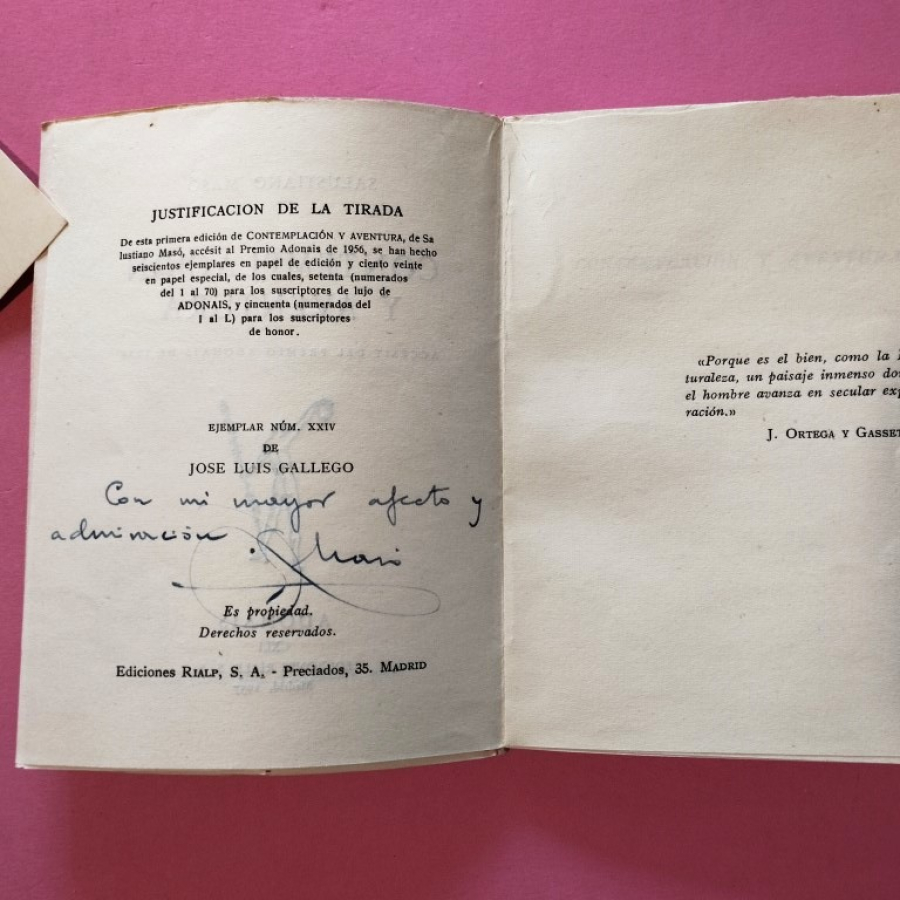 JUSTIFICACION DE LA TIRADA
De esta primera edición de CONTEMPLACIÓN Y AVENTURA, de Sa
lustiano Masó, accésit al Premio Adonais de 1956, se han hecho
seiscientos ejemplares en papel de edición y ciento veinte
en papel especial, de los cuales, setenta (numerados
del 1 al 70) para los suscriptores de lujo de
ADONAIS, y cincuenta (numerados del
I al L) para los suscriptores
de honor.
EJEMPLAR NÚM. XXIV
DE
JOSE LUIS GALLEGO
Con mi mayor afecto y
admiración
Es propiedad.
Derechos reservados.
Ediciones RIALP, S. A. - Preciados, 35. MADRID
«Porque es el bien, como la
turaleza, un paisaje inmenso
el hombre avanza en secular
ración.»
J. ORTEGA Y GASSET